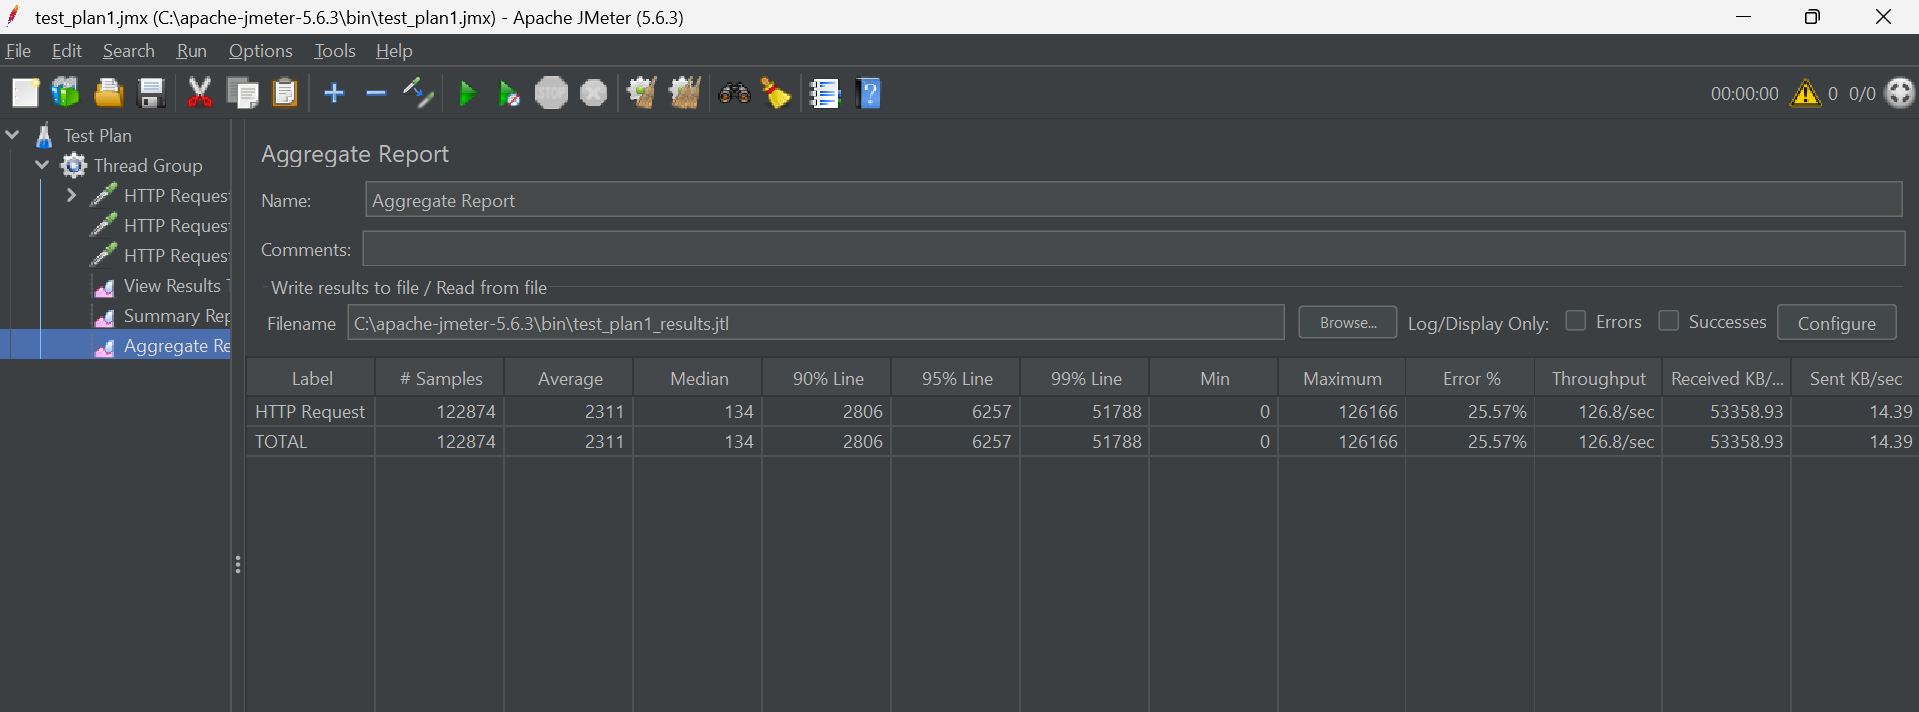 test_plan1.jmx (C:\apache-jmeter-5.6.3\bin\test_plan1.jmx) - Apache JMeter (5.6.3)
File Edit Search Run Options Tools Help
STOP
00:00:00 0 0/0
Test Plan
Thread Group
HTTP Reques
HTTP Reques
HTTP Reques
View Results
Summary Rep
Aggregate Re
Aggregate Report
Name: Aggregate Report
Comments:
Write results to file / Read from file
Filename C:\apache-jmeter-5.6.3\bin\test_plan1_results.jtl Browse... Log/Display Only: Errors Successes Configure
Label # Samples Average Median 90% Line 95% Line 99% Line Min Maximum Error % Throughput Received KB/... Sent KB/sec
HTTP Request 122874 2311 134 2806 6257 51788 0 126166 25.57% 126.8/sec 53358.93 14.39
TOTAL 122874 2311 134 2806 6257 51788 0 126166 25.57% 126.8/sec 53358.93 14.39